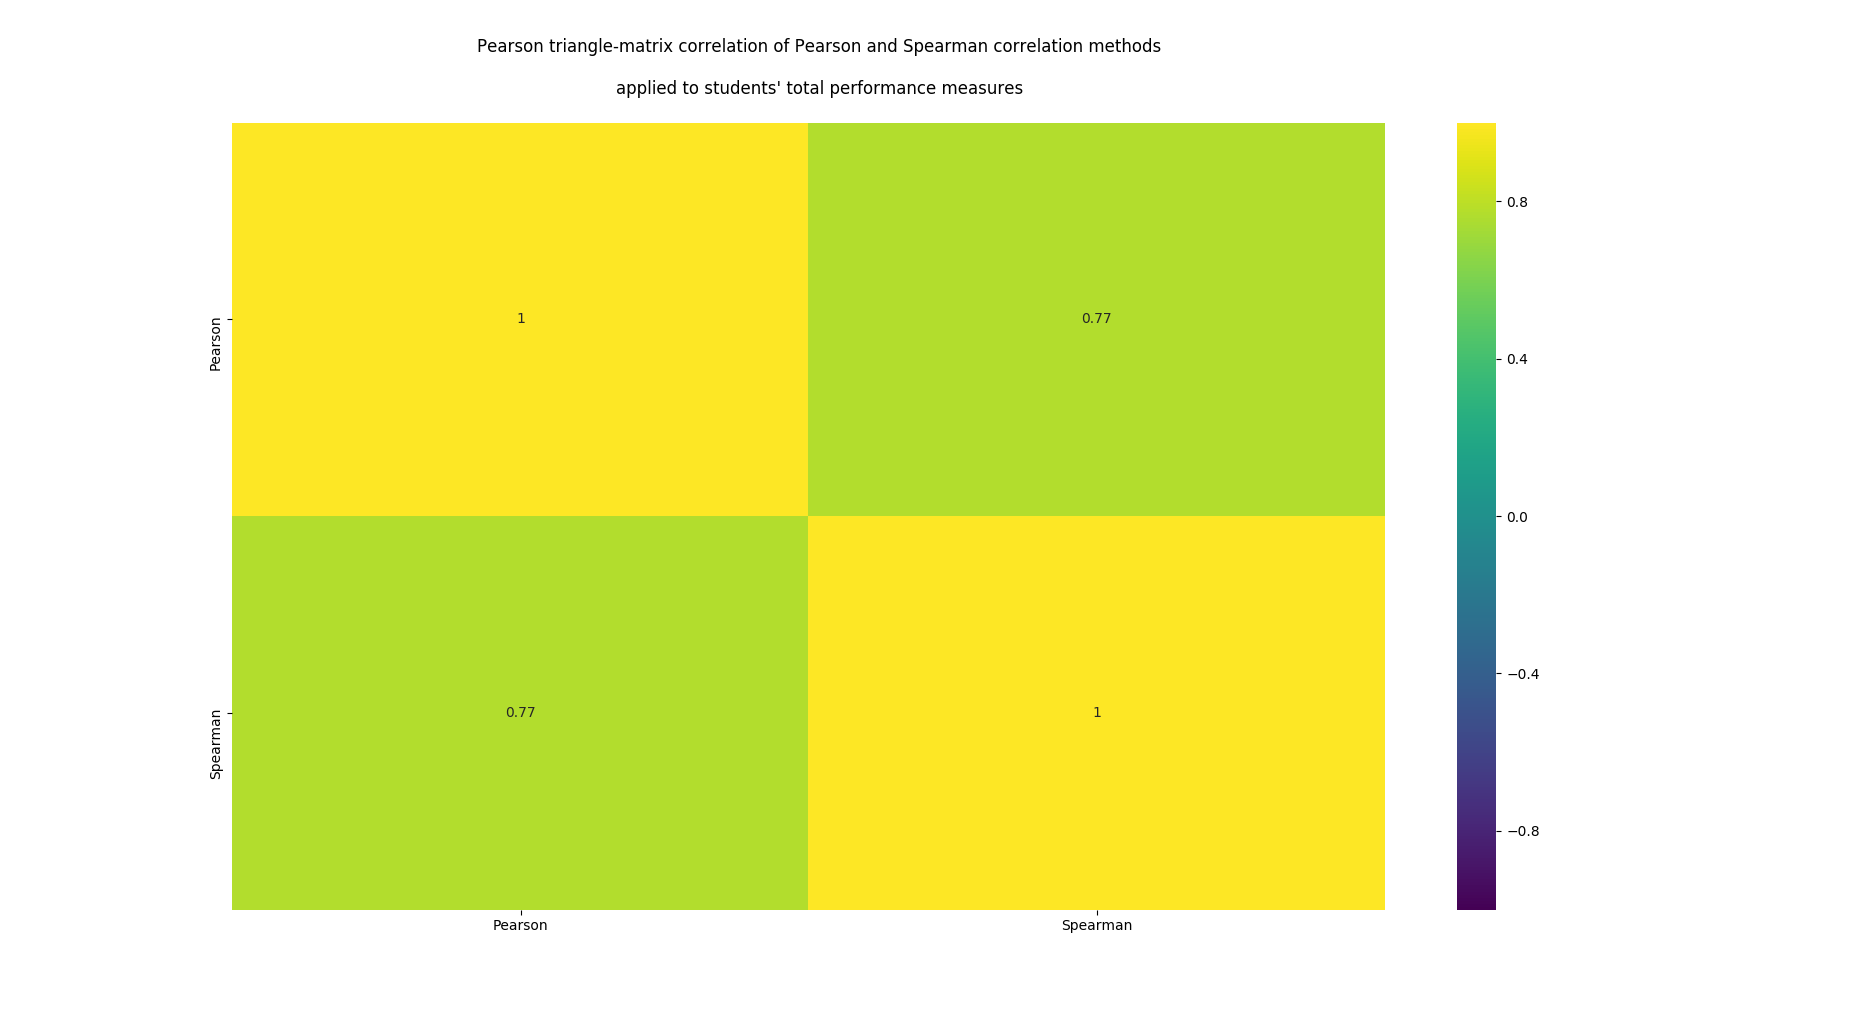 Pearson triangle-matrix correlation of Pearson and Spearman correlation methods
applied to students' total performance measures
Pearson
1
0.77
Spearman
0.77
1
Pearson
Spearman
0.8
0.4
0.0
−0.4
−0.8